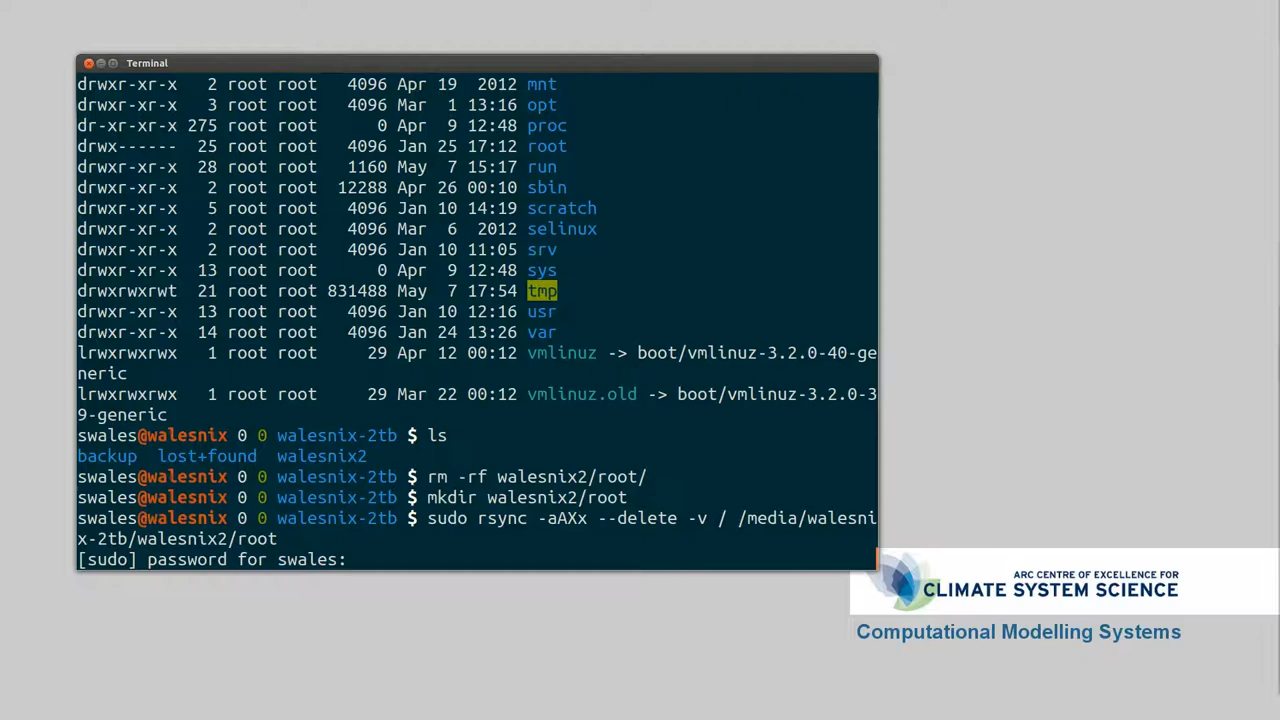 Terminal
drwxr-xr-x   2 root root    4096 Apr 19  2012 mnt
drwxr-xr-x   3 root root    4096 Mar  1 13:16 opt
dr-xr-xr-x 275 root root       0 Apr  9 12:48 proc
drwx------  25 root root    4096 Jan 25 17:12 root
drwxr-xr-x  28 root root    1160 May  7 15:17 run
drwxr-xr-x   2 root root   12288 Apr 26 00:10 sbin
drwxr-xr-x   5 root root    4096 Jan 10 14:19 scratch
drwxr-xr-x   2 root root    4096 Mar  6  2012 selinux
drwxr-xr-x   2 root root    4096 Jan 10 11:05 srv
drwxr-xr-x  13 root root       0 Apr  9 12:48 sys
drwxrwxrwt  21 root root  831488 May  7 17:54 tmp
drwxr-xr-x  13 root root    4096 Jan 10 12:16 usr
drwxr-xr-x  14 root root    4096 Jan 24 13:26 var
lrwxrwxrwx   1 root root      29 Apr 12 00:12 vmlinuz -> boot/vmlinuz-3.2.0-40-ge
neric
lrwxrwxrwx   1 root root      29 Mar 22 00:12 vmlinuz.old -> boot/vmlinuz-3.2.0-3
9-generic
swales@walesnix 0 0 walesnix-2tb $ ls
backup  lost+found  walesnix2
swales@walesnix 0 0 walesnix-2tb $ rm -rf walesnix2/root/
swales@walesnix 0 0 walesnix-2tb $ mkdir walesnix2/root
swales@walesnix 0 0 walesnix-2tb $ sudo rsync -aAXx --delete -v / /media/walesni
x-2tb/walesnix2/root
[sudo] password for swales:
ARC CENTRE OF EXCELLENCE FOR
CLIMATE SYSTEM SCIENCE
Computational Modelling Systems